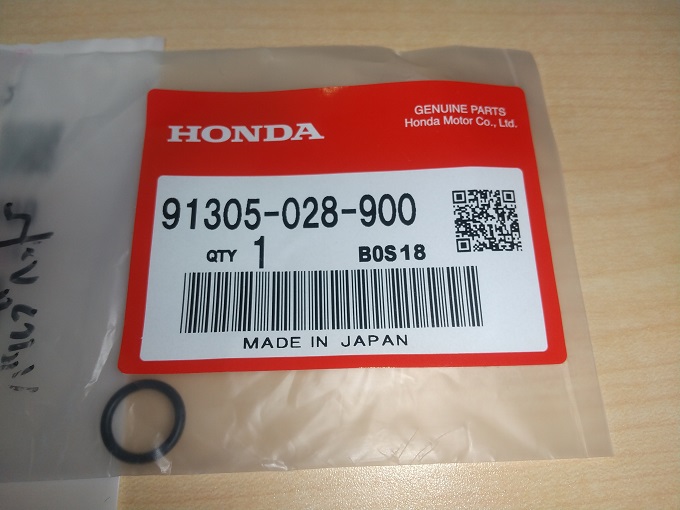 GENUINE PARTS
Honda Motor Co., Ltd.
HONDA
91305-028-900
QTY 1 B0S18
MADE IN JAPAN